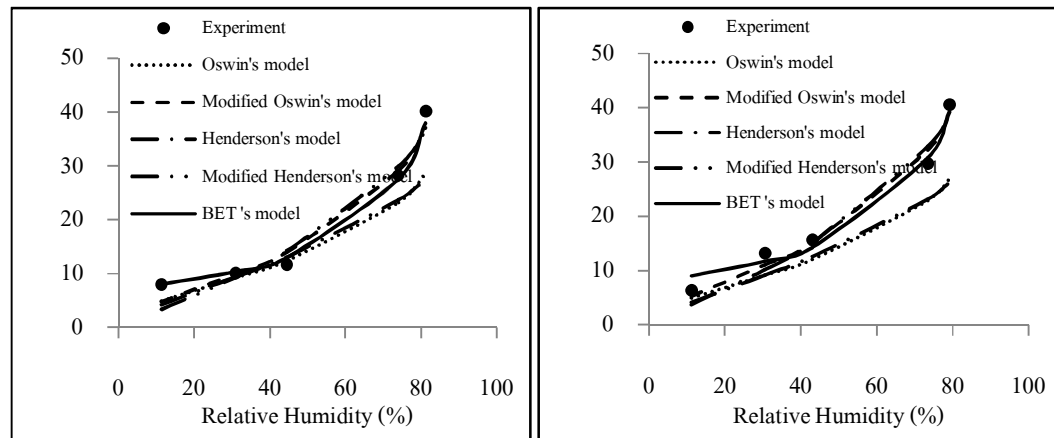 Experiment
50
Oswin's model
40
Modified Oswin's model
Henderson's model
30
Modified Henderson's model
20
BET 's model
10
0
0 20 40 60 80 100
Relative Humidity (%)
Experiment
50
Oswin's model
40
Modified Oswin's model
Henderson's model
30
Modified Henderson's model
20
BET 's model
10
0
0 20 40 60 80 100
Relative Humidity (%)